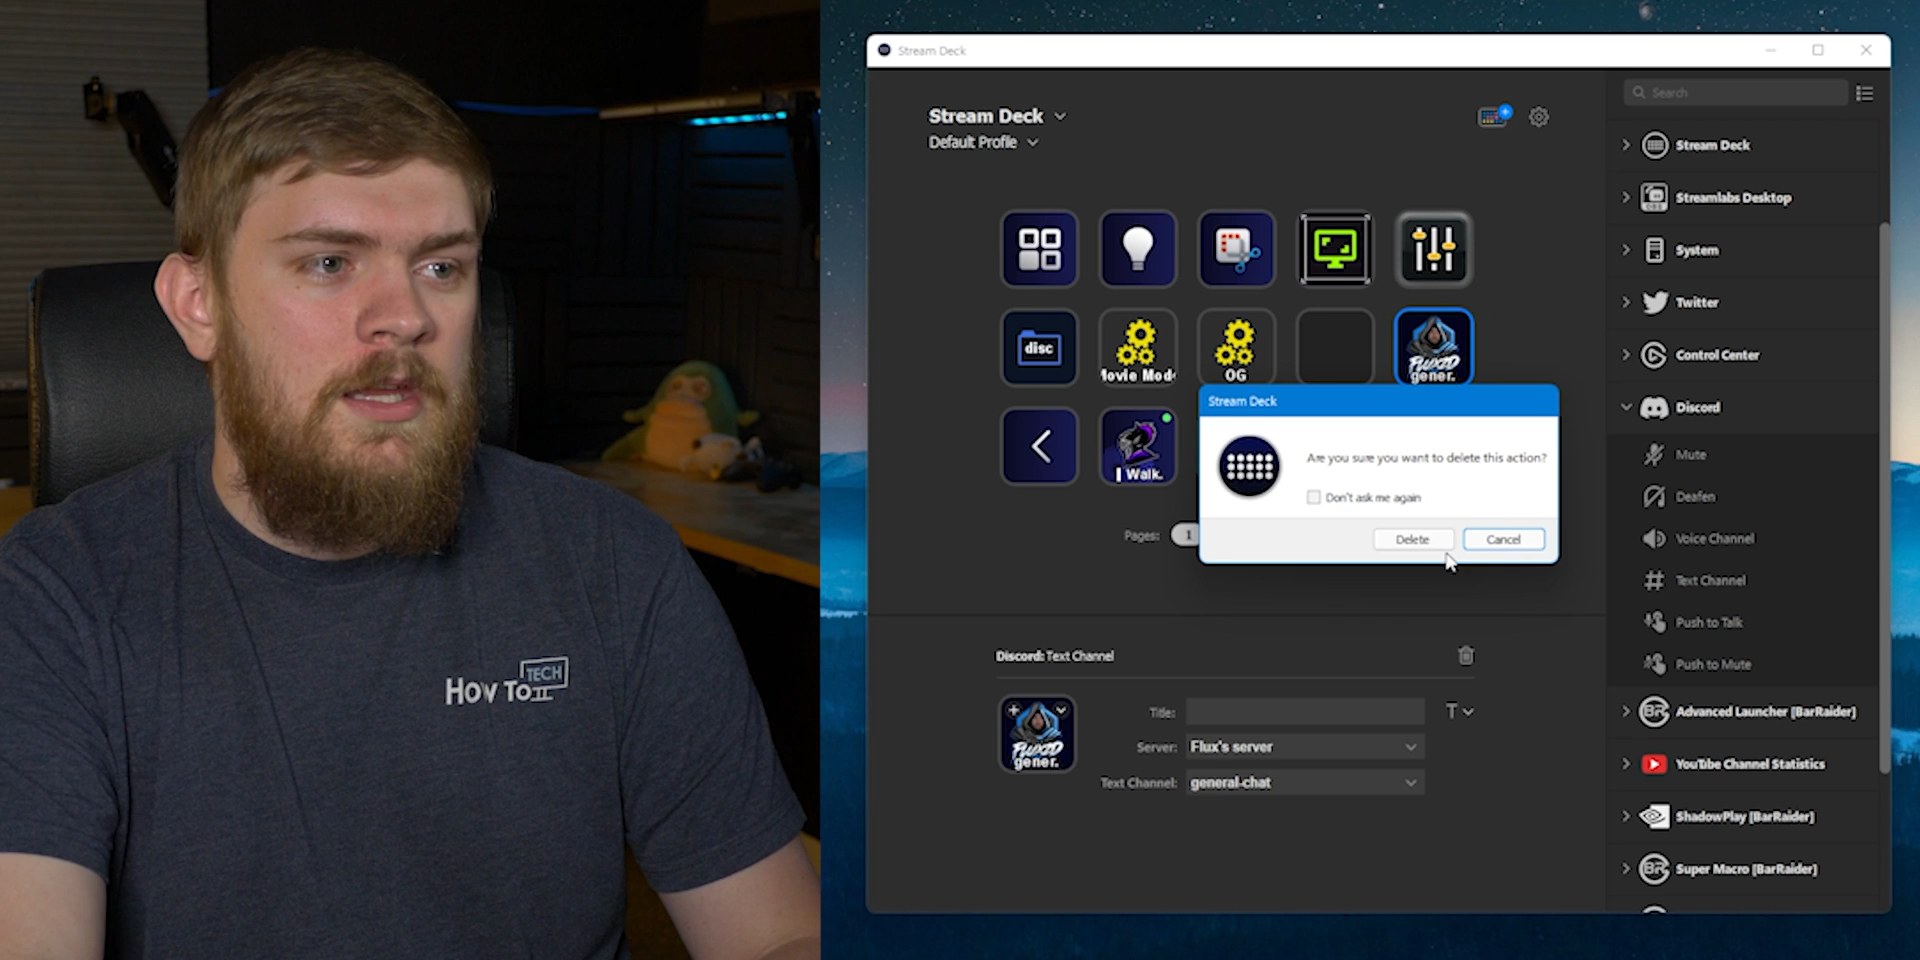 Stream Deck
Stream Deck
Default Profile
Search
Stream Deck
Streamlabs Desktop
System
Twitter
Control Center
Discord
Mute
Deafen
Voice Channel
Text Channel
Push to Talk
Push to Mute
Advanced Launcher [BarRaider]
YouTube Channel Statistics
ShadowPlay [BarRaider]
Super Macro [BarRaider]
disc
Movie Mod
OG
FLUXZD
gener.
I Walk.
Pages: 1
Stream Deck
Are you sure you want to delete this action?
Don't ask me again
Delete
Cancel
Discord: Text Channel
FLUXZD
gener.
Title:
T
Server: Flux's server
Text Channel: general-chat
HOW TO TECH